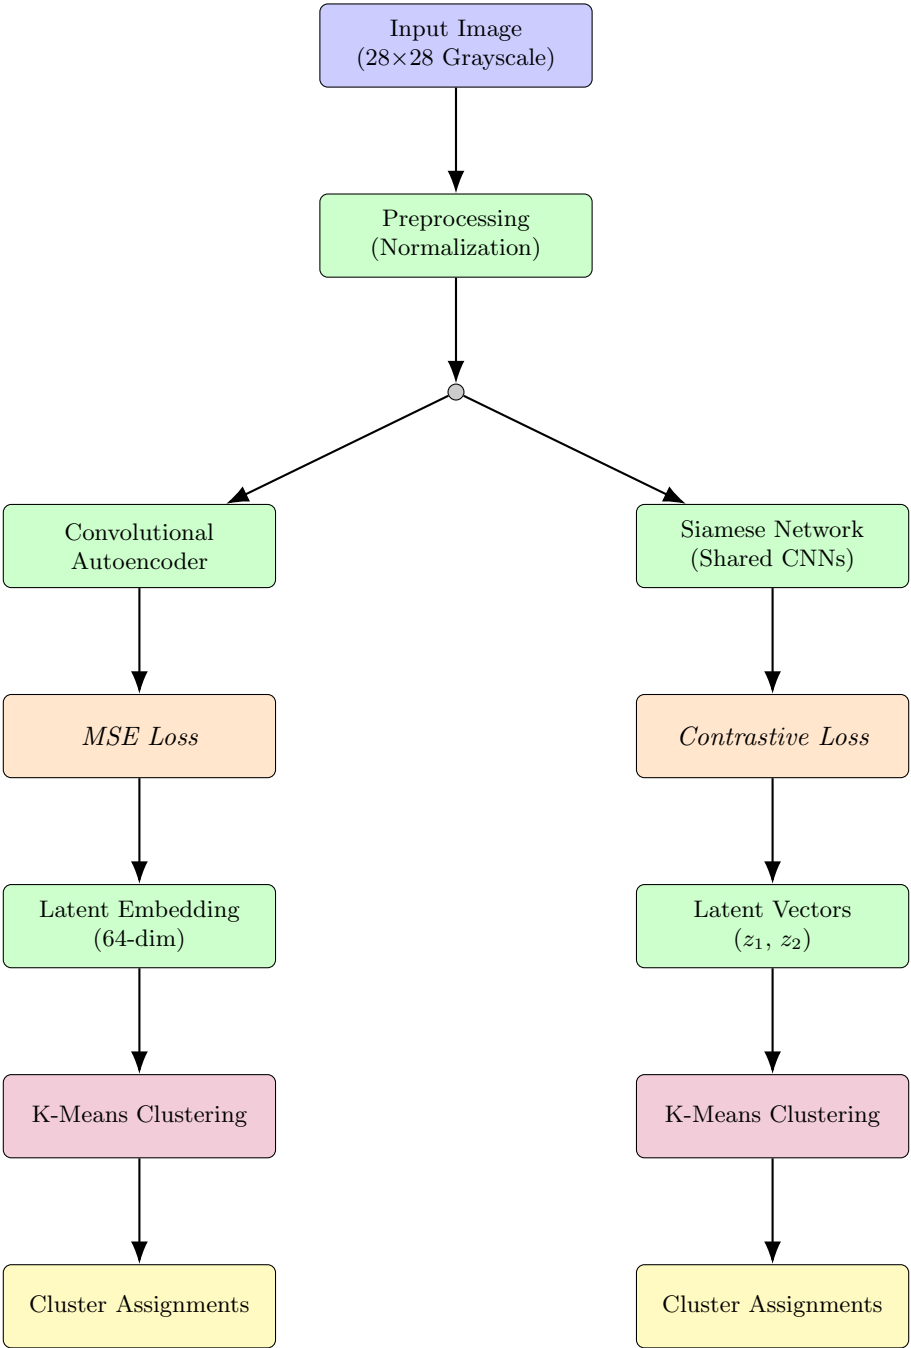 Input Image
(28×28 Grayscale)
Preprocessing
(Normalization)
Convolutional
Autoencoder
Siamese Network
(Shared CNNs)
MSE Loss
Contrastive Loss
Latent Embedding
(64-dim)
Latent Vectors
(z₁, z₂)
K-Means Clustering
K-Means Clustering
Cluster Assignments
Cluster Assignments